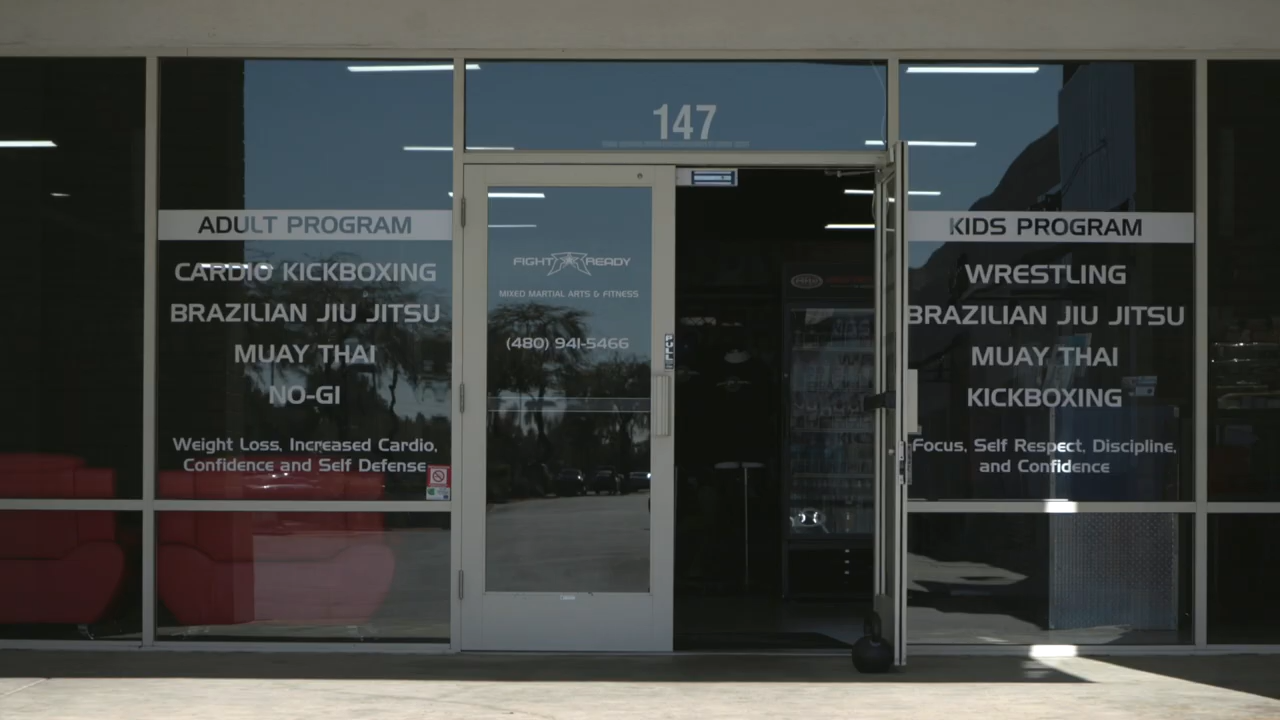 147
ADULT PROGRAM
CARDIO KICKBOXING
BRAZILIAN JIU JITSU
MUAY THAI
NO-GI
Weight Loss, Increased Cardio,
Confidence and Self Defense
FIGHT READY
MIXED MARTIAL ARTS & FITNESS
(480) 941-5466
PULL
KIDS PROGRAM
WRESTLING
BRAZILIAN JIU JITSU
MUAY THAI
KICKBOXING
Focus, Self Respect, Discipline,
and Confidence